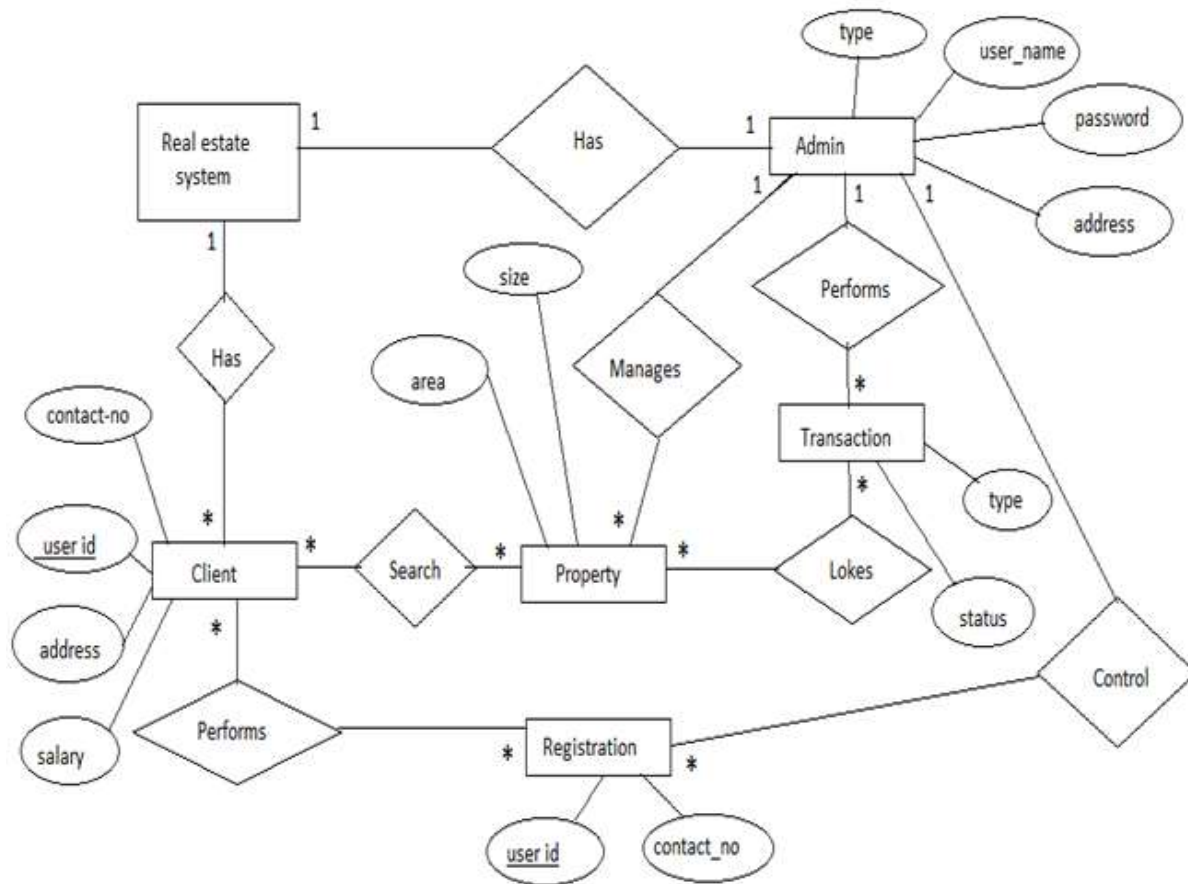 type
user_name
1
1
Has
Real estate
system
Admin
password
1
1
1
address
1
size
Performs
Has
area
Manages
*
contact-no
Transaction
*
type
*
*
*
*
*
user id
Client
Search
Property
Lokes
*
status
address
Control
Performs
salary
*
Registration
*
user id
contact_no